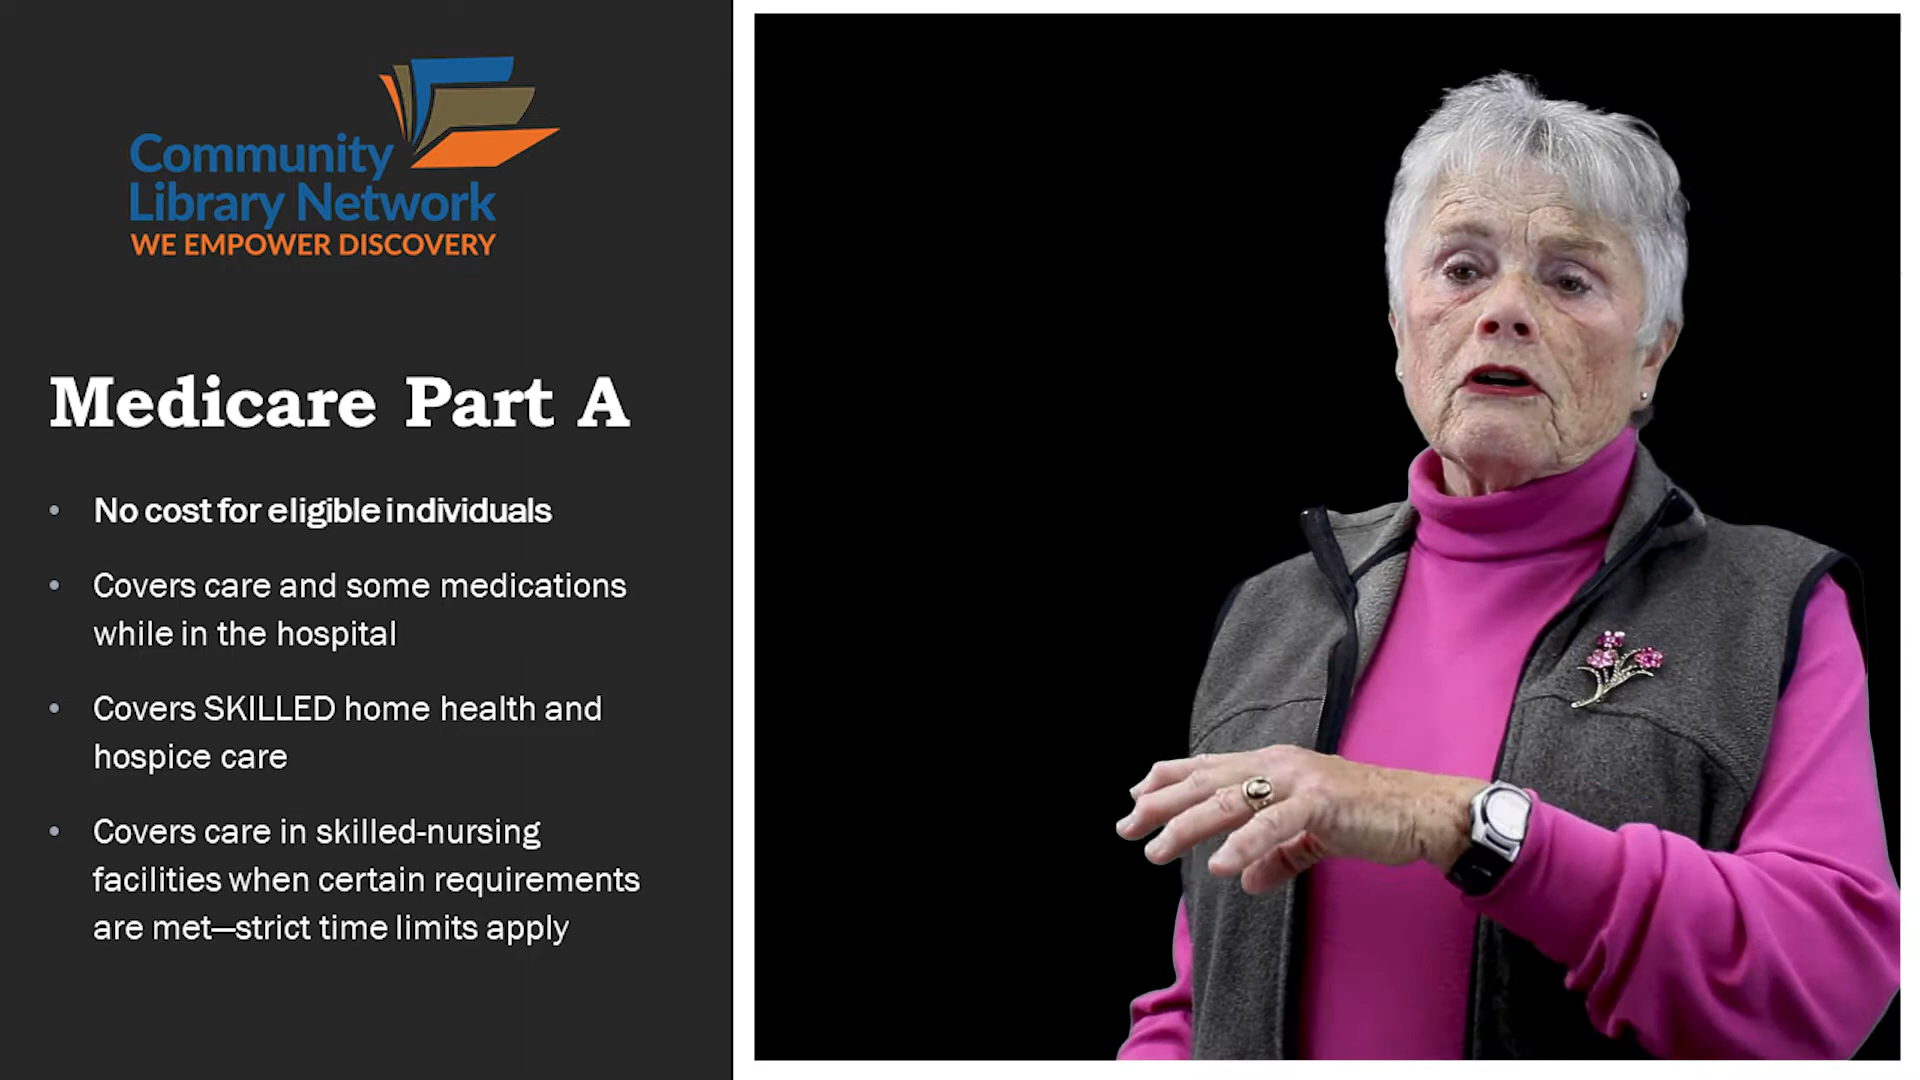 Community
Library Network
WE EMPOWER DISCOVERY
Medicare Part A
• No cost for eligible individuals
• Covers care and some medications
while in the hospital
• Covers SKILLED home health and
hospice care
• Covers care in skilled-nursing
facilities when certain requirements
are met—strict time limits apply